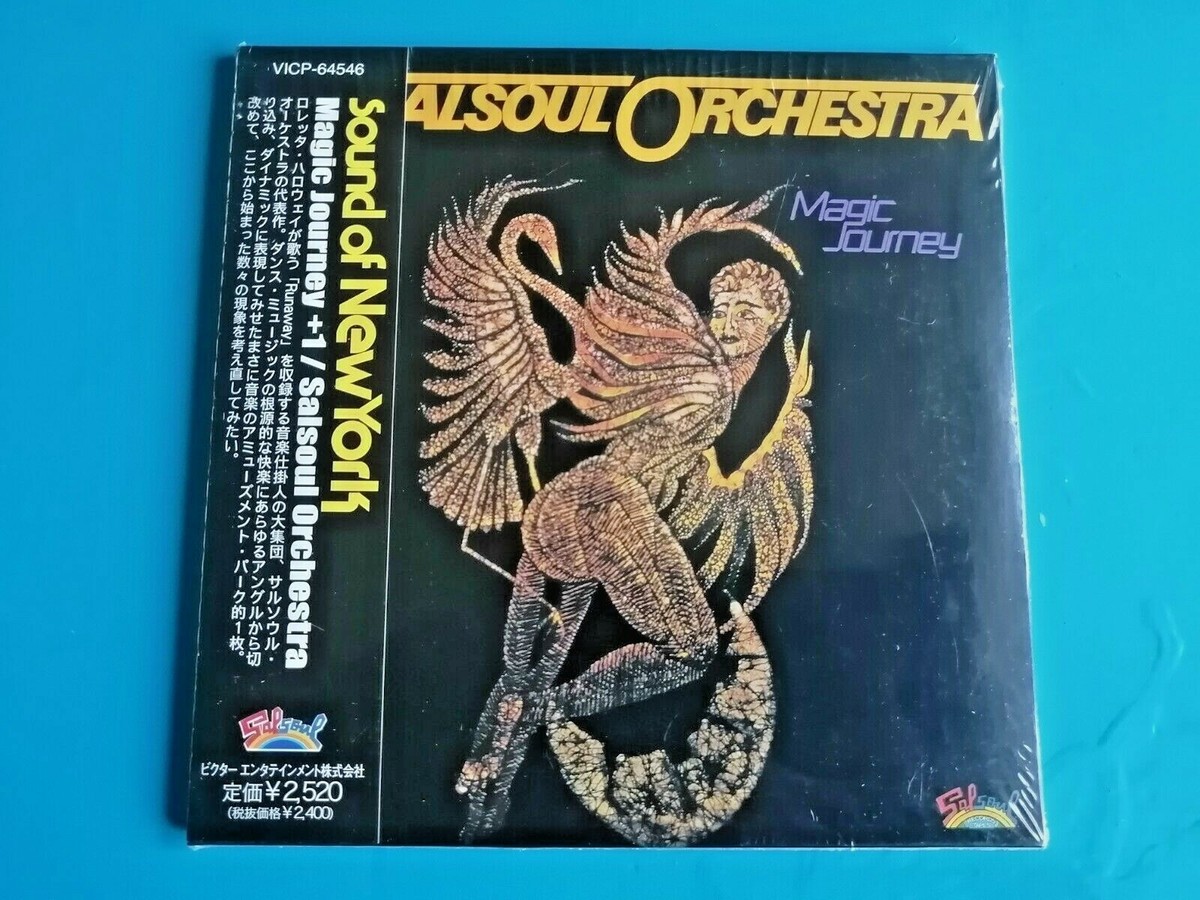 VICP-64546
Sound of New York
Magic Journey +1 / Salsoul Orchestra
ロレッタ・ハロウェイが歌う「Runaway」を収録する音楽仕掛人の大集団、サルソウル・
オーケストラの代表作。ダンス・ミュージックの根源的な快楽にあらゆるアングルから切
り込み、ダイナミックに表現してみせたまさに音楽のアミューズメント・パーク的1枚。
改めて、ここから始まった数々の現象を考え直してみたい。
Salsoul
ビクター エンタテインメント株式会社
定価¥2,520
(税抜価格¥2,400)
ALSOUL ORCHESTRA
Magic
Journey
Salsoul